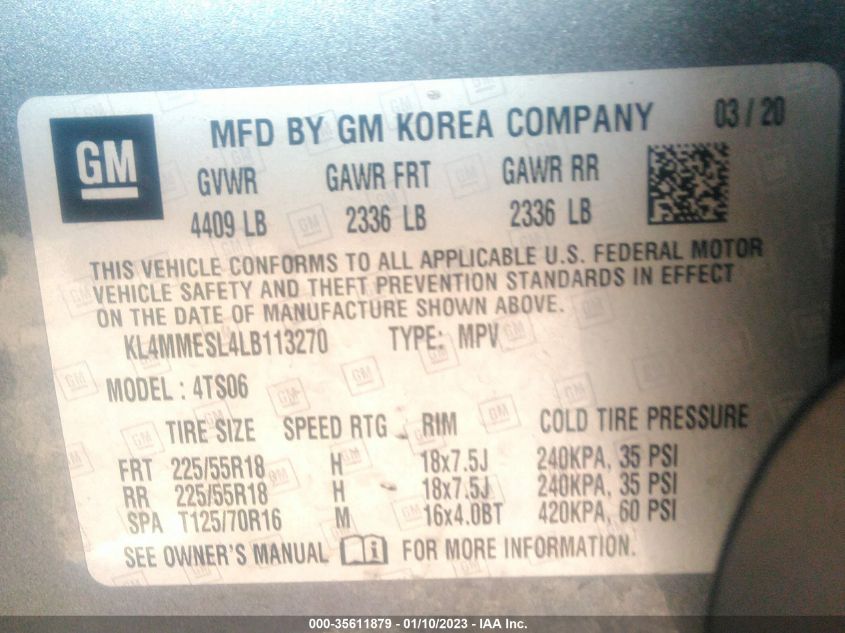 GM
MFD BY GM KOREA COMPANY 03/20
GVWR GAWR FRT GAWR RR
4409 LB 2336 LB 2336 LB
THIS VEHICLE CONFORMS TO ALL APPLICABLE U.S. FEDERAL MOTOR
VEHICLE SAFETY AND THEFT PREVENTION STANDARDS IN EFFECT
ON THE DATE OF MANUFACTURE SHOWN ABOVE.
KL4MMESL4LB113270 TYPE: MPV
MODEL : 4TS06
TIRE SIZE SPEED RTG RIM COLD TIRE PRESSURE
FRT 225/55R18 H 18x7.5J 240KPA, 35 PSI
RR 225/55R18 H 18x7.5J 240KPA, 35 PSI
SPA T125/70R16 M 16x4.0BT 420KPA, 60 PSI
SEE OWNER'S MANUAL i FOR MORE INFORMATION.
000-35611879 - 01/10/2023 - IAA Inc.